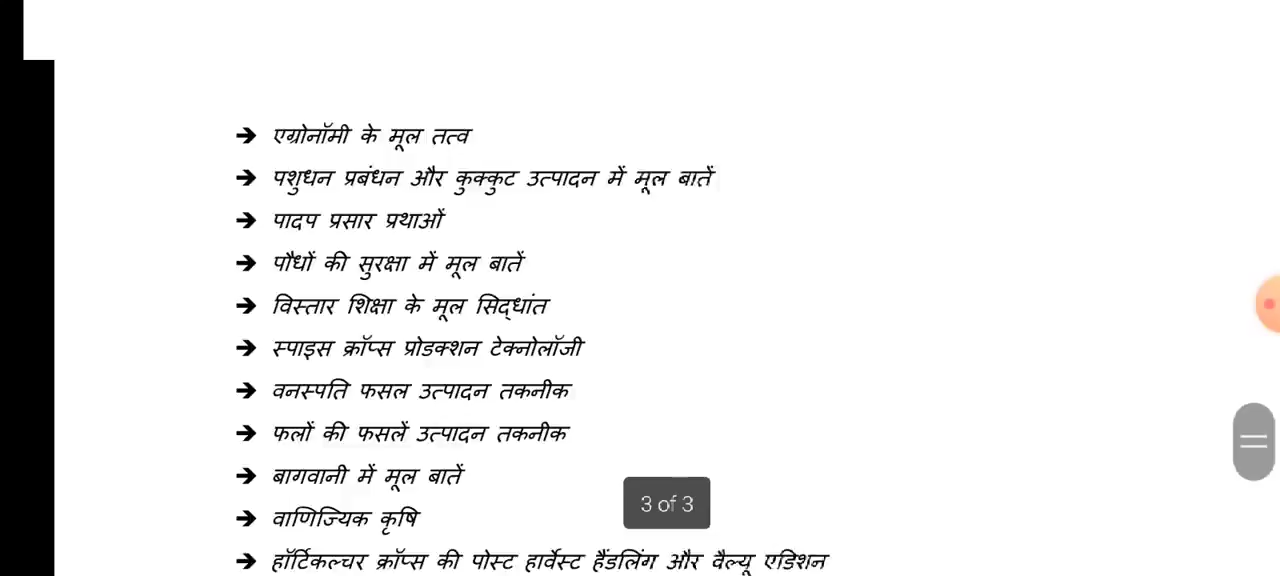 ➔ एग्रोनॉमी के मूल तत्व
➔ पशुधन प्रबंधन और कुक्कुट उत्पादन में मूल बातें
➔ पादप प्रसार प्रथाओं
➔ पौधों की सुरक्षा में मूल बातें
➔ विस्तार शिक्षा के मूल सिद्धांत
➔ स्पाइस क्रॉप्स प्रोडक्शन टेक्नोलॉजी
➔ वनस्पति फसल उत्पादन तकनीक
➔ फलों की फसलें उत्पादन तकनीक
➔ बागवानी में मूल बातें
➔ वाणिज्यिक कृषि
3 of 3
➔ हॉर्टिकल्चर क्रॉप्स की पोस्ट हार्वेस्ट हैंडलिंग और वैल्यू एडिशन